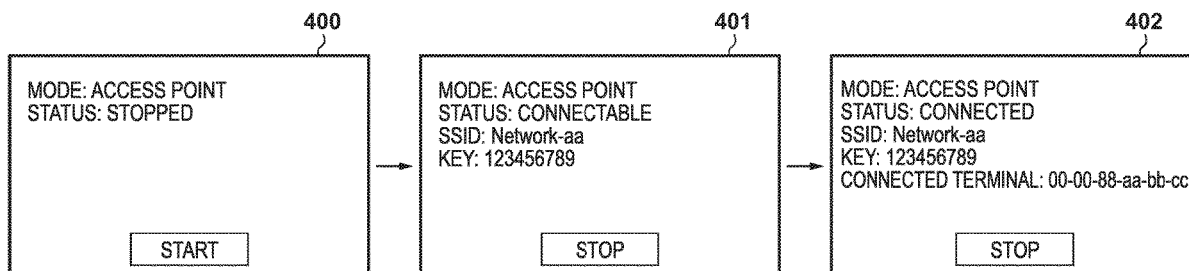 400
MODE: ACCESS POINT
STATUS: STOPPED
START
401
MODE: ACCESS POINT
STATUS: CONNECTABLE
SSID: Network-aa
KEY: 123456789
STOP
402
MODE: ACCESS POINT
STATUS: CONNECTED
SSID: Network-aa
KEY: 123456789
CONNECTED TERMINAL: 00-00-88-aa-bb-cc
STOP